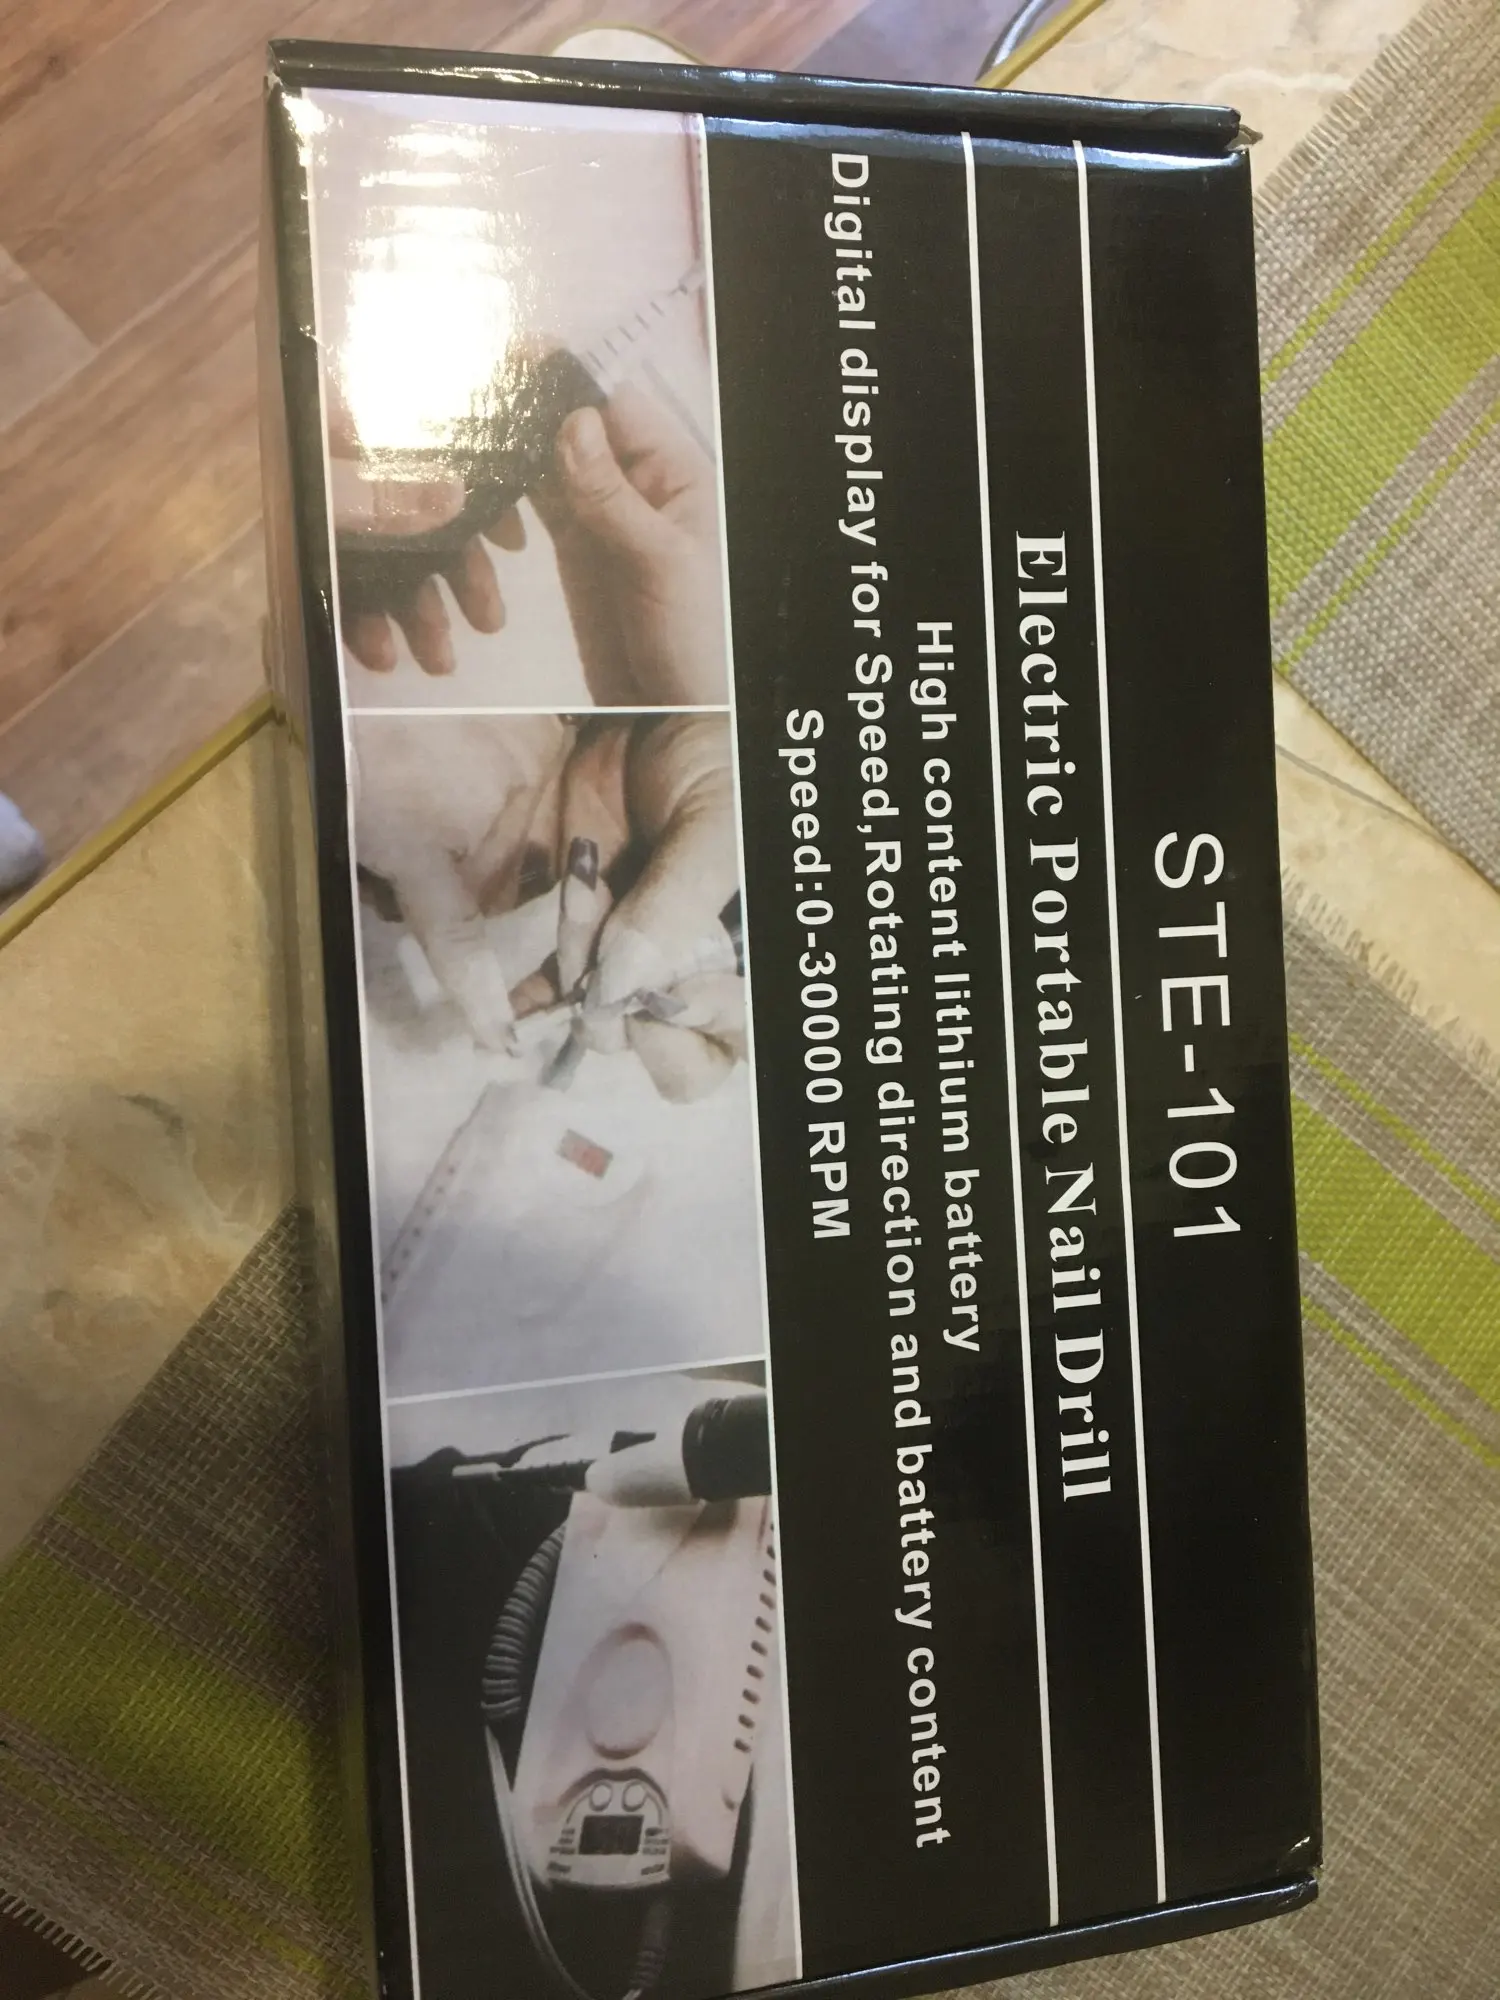 STE-101
Electric Portable Nail Drill
High content lithium battery
Digital display for Speed,Rotating direction and battery content
Speed:0-30000 RPM